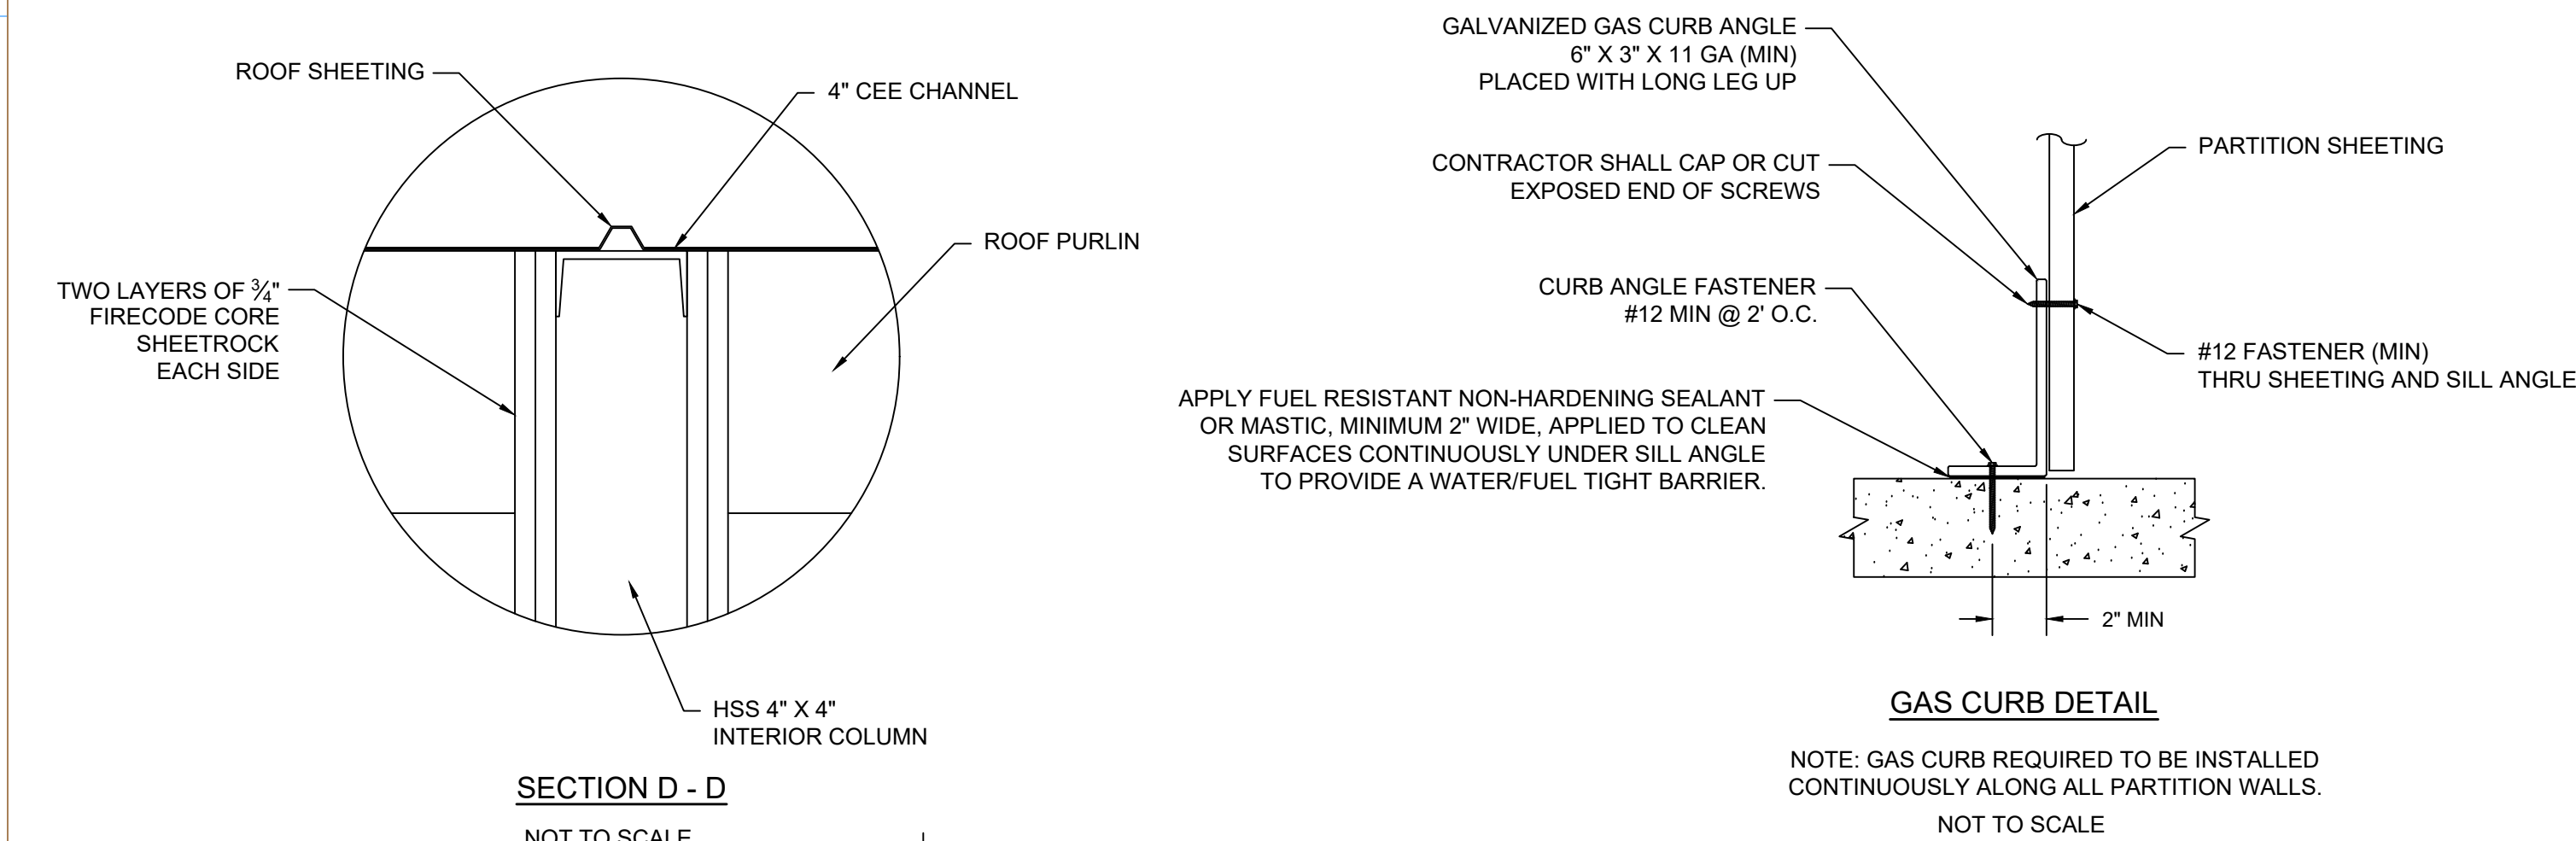 ROOF SHEETING
4" CEE CHANNEL
ROOF PURLIN
TWO LAYERS OF ¾"
FIRECODE CORE
SHEETROCK
EACH SIDE
HSS 4" X 4"
INTERIOR COLUMN
SECTION D - D
NOT TO SCALE
GALVANIZED GAS CURB ANGLE
6" X 3" X 11 GA (MIN)
PLACED WITH LONG LEG UP
CONTRACTOR SHALL CAP OR CUT
EXPOSED END OF SCREWS
PARTITION SHEETING
CURB ANGLE FASTENER
#12 MIN @ 2' O.C.
#12 FASTENER (MIN)
THRU SHEETING AND SILL ANGLE
APPLY FUEL RESISTANT NON-HARDENING SEALANT
OR MASTIC, MINIMUM 2" WIDE, APPLIED TO CLEAN
SURFACES CONTINUOUSLY UNDER SILL ANGLE
TO PROVIDE A WATER/FUEL TIGHT BARRIER.
2" MIN
GAS CURB DETAIL
NOTE: GAS CURB REQUIRED TO BE INSTALLED
CONTINUOUSLY ALONG ALL PARTITION WALLS.
NOT TO SCALE